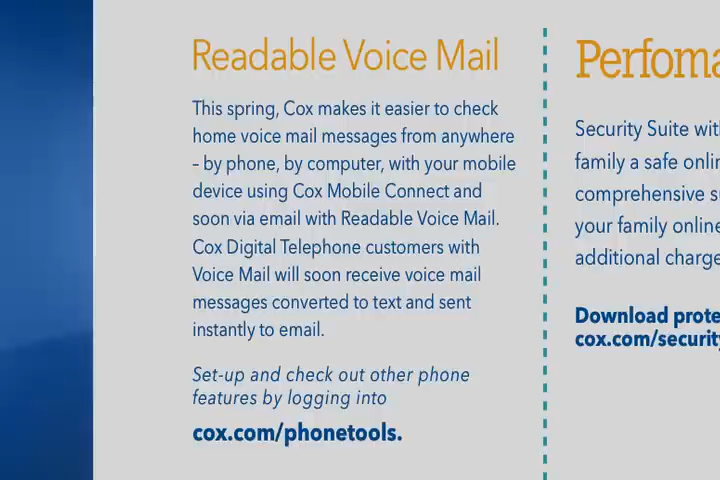 Readable Voice Mail
This spring, Cox makes it easier to check
home voice mail messages from anywhere
– by phone, by computer, with your mobile
device using Cox Mobile Connect and
soon via email with Readable Voice Mail.
Cox Digital Telephone customers with
Voice Mail will soon receive voice mail
messages converted to text and sent
instantly to email.
Set-up and check out other phone
features by logging into
cox.com/phonetools.
Security Suite
family a safe
comprehensive
your family online
additional charge
Download
cox.com/security